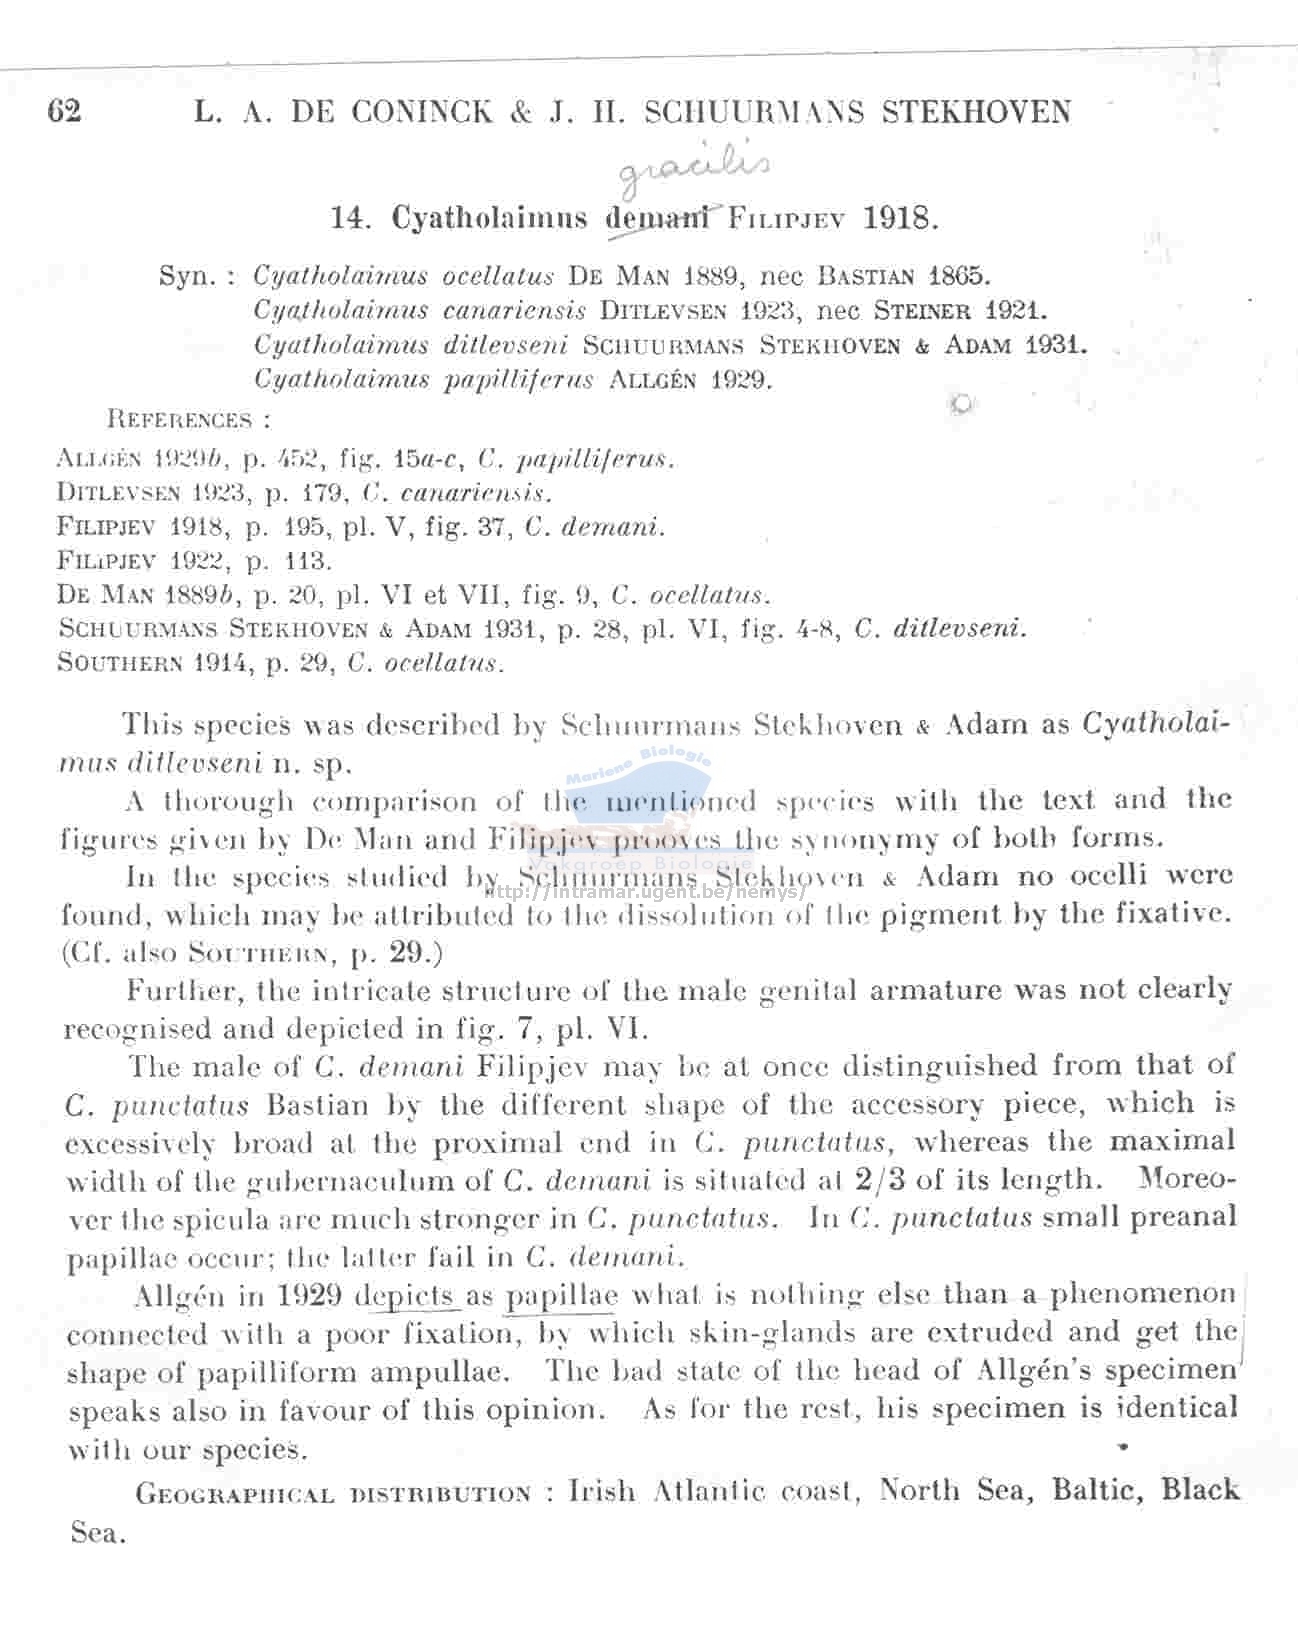 62 L. A. DE CONINCK & J. H. SCHUURMANS STEKHOVEN
gracilis
14. Cyatholaimus demani FILIPJEV 1918.
Syn. : Cyatholaimus ocellatus DE MAN 1889, nec BASTIAN 1865.
Cyatholaimus canariensis DITLEVSEN 1923, nec STEINER 1921.
Cyatholaimus ditlevseni SCHUURMANS STEKHOVEN & ADAM 1931.
Cyatholaimus papilliferus ALLGÉN 1929.
REFERENCES :
ALLGÉN 1929b, p. 452, fig. 15a-c, C. papilliferus.
DITLEVSEN 1923, p. 179, C. canariensis.
FILIPJEV 1918, p. 195, pl. V, fig. 37, C. demani.
FILIPJEV 1922, p. 113.
DE MAN 1889b, p. 20, pl. VI et VII, fig. 9, C. ocellatus.
SCHUURMANS STEKHOVEN & ADAM 1931, p. 28, pl. VI, fig. 4-8, C. ditlevseni.
SOUTHERN 1914, p. 29, C. ocellatus.
This species was described by Schuurmans Stekhoven & Adam as Cyatholai-
mus ditlevseni n. sp.
A thorough comparison of the mentioned species with the text and the
figures given by De Man and Filipjev prooves the synonymy of both forms.
In the species studied by Schuurmans Stekhoven & Adam no ocelli were
found, which may be attributed to the dissolution of the pigment by the fixative.
(Cf. also SOUTHERN, p. 29.)
Further, the intricate structure of the male genital armature was not clearly
recognised and depicted in fig. 7, pl. VI.
The male of C. demani Filipjev may be at once distinguished from that of
C. punctatus Bastian by the different shape of the accessory piece, which is
excessively broad at the proximal end in C. punctatus, whereas the maximal
width of the gubernaculum of C. demani is situated at 2/3 of its length. Moreo-
ver the spicula are much stronger in C. punctatus. In C. punctatus small preanal
papillae occur; the latter fail in C. demani.
Allgén in 1929 depicts as papillae what is nothing else than a phenomenon
connected with a poor fixation, by which skin-glands are extruded and get the
shape of papilliform ampullae. The bad state of the head of Allgén's specimen
speaks also in favour of this opinion. As for the rest, his specimen is identical
with our species.
GEOGRAPHICAL DISTRIBUTION : Irish Atlantic coast, North Sea, Baltic, Black
Sea.
Mariene Biologie
Vakgroep Biologie
http://intramar.ugent.be/nemys/